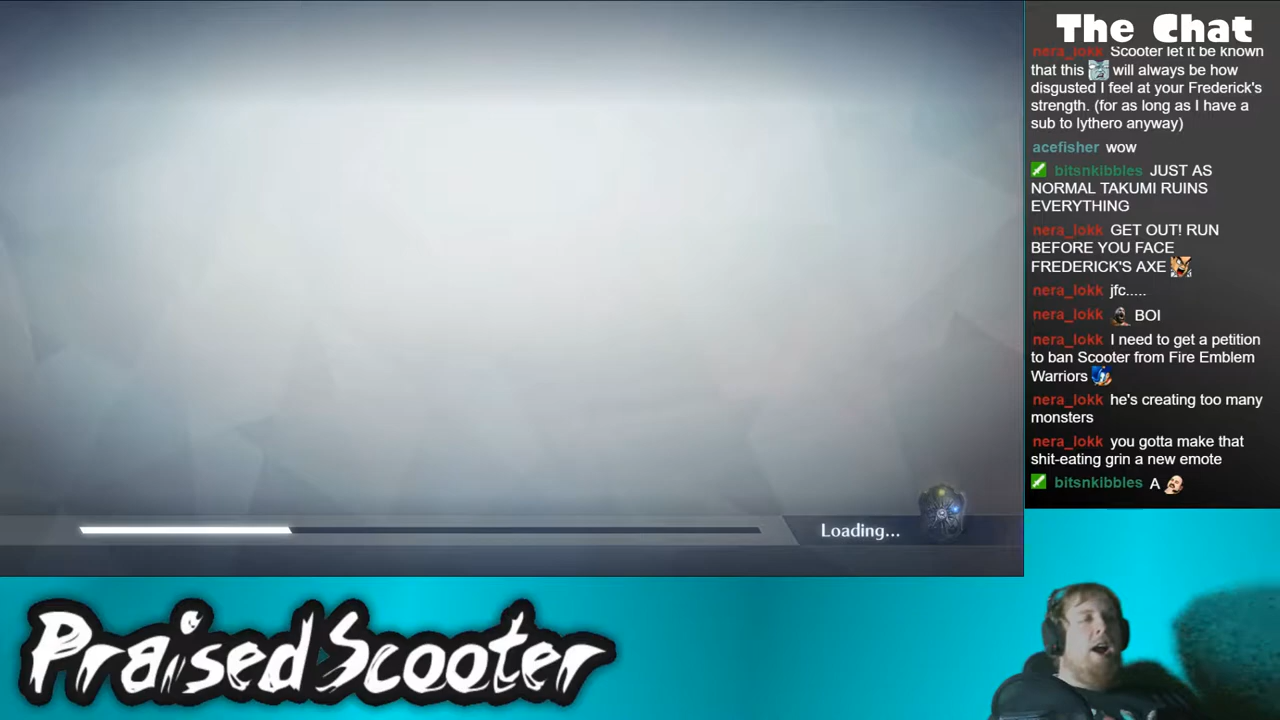 The Chat
nera_lokk Scooter let it be known
that this will always be how
disgusted I feel at your Frederick's
strength. (for as long as I have a
sub to lythero anyway)
acefisher wow
bitsnkibbles JUST AS
NORMAL TAKUMI RUINS
EVERYTHING
nera_lokk GET OUT! RUN
BEFORE YOU FACE
FREDERICK'S AXE
nera_lokk jfc.....
nera_lokk BOI
nera_lokk I need to get a petition
to ban Scooter from Fire Emblem
Warriors
nera_lokk he's creating too many
monsters
nera_lokk you gotta make that
shit-eating grin a new emote
bitsnkibbles A
Loading...
PraisedScooter